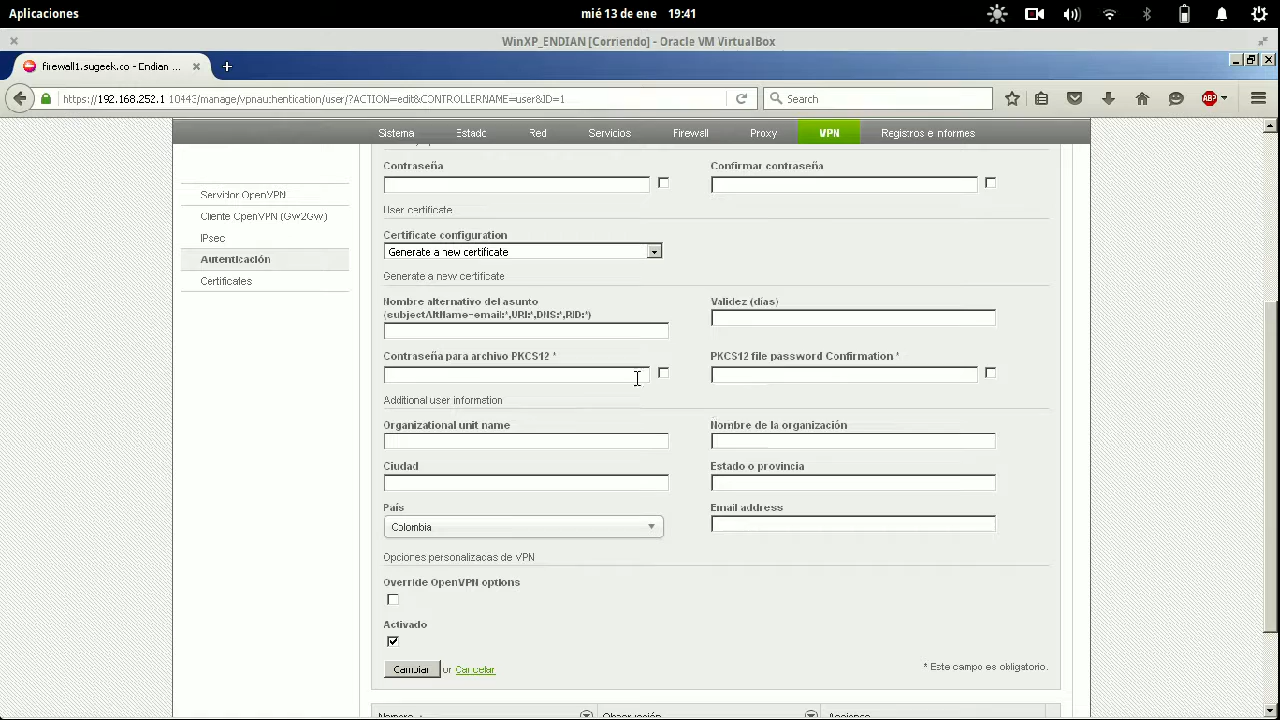 Aplicaciones
mié 13 de ene 19:41
WinXP_ENDIAN [Corriendo] - Oracle VM VirtualBox
firewall1.sugeek.co - Endian ...
https://192.168.252.1:10443/manage/vpnauthentication/user/?ACTION=edit&CONTROLLERNAME=user&ID=1
Search
ABP
Sistema Estado Red Servicios Firewall Proxy VPN Registros e Informes
Servidor OpenVPN
Cliente OpenVPN (Gw2Gw)
IPsec
Autenticación
Certificates
Contraseña
Confirmar contraseña
User certificate
Certificate configuration
Generate a new certificate
Generate a new certificate
Nombre alternativo del asunto
(subjectAltName=email:*,URI:*,DNS:*,RID:*)
Validez (días)
Contraseña para archivo PKCS12 *
PKCS12 file password Confirmation *
Additional user information
Organizational unit name
Nombre de la organización
Ciudad
Estado o provincia
País
Colombia
Email address
Opciones personalizadas de VPN
Override OpenVPN options
Activado
Cambiar or Cancelar
* Este campo es obligatorio.
Nombre
Observación
Acciones